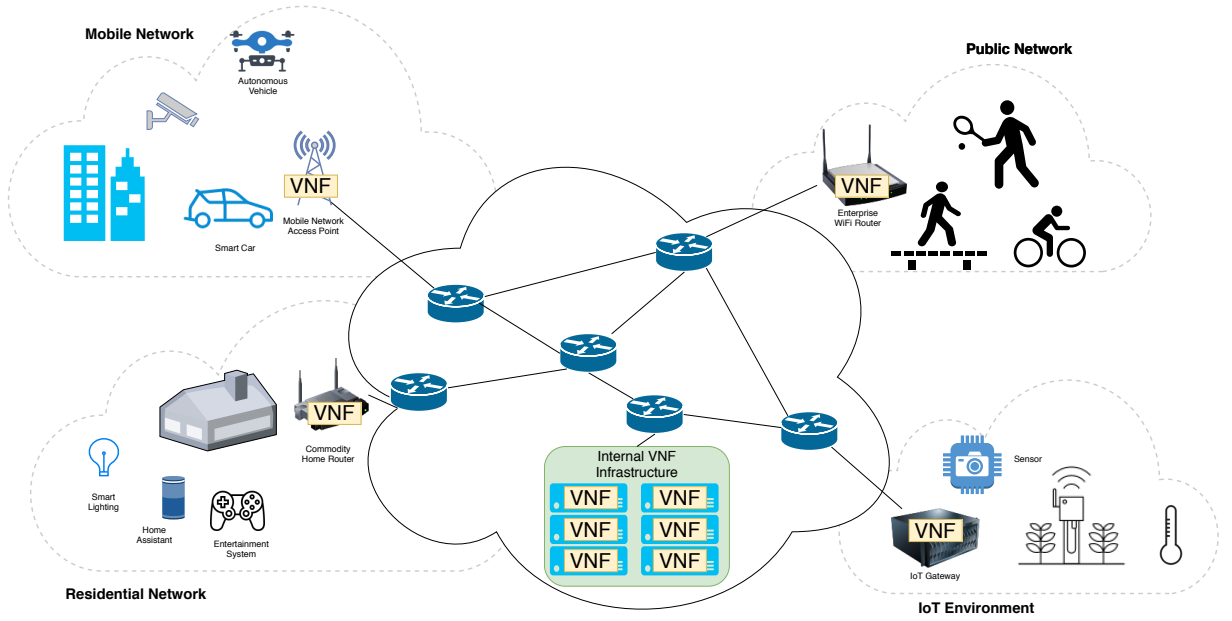 Mobile Network
Autonomous
Vehicle
VNF
Mobile Network
Access Point
Smart Car
Public Network
VNF
Enterprise
WiFi Router
VNF
Commodity
Home Router
Smart
Lighting
Home
Assistant
Entertainment
System
Residential Network
Internal VNF
Infrastructure
VNF VNF
VNF VNF
VNF VNF
Sensor
VNF
IoT Gateway
IoT Environment